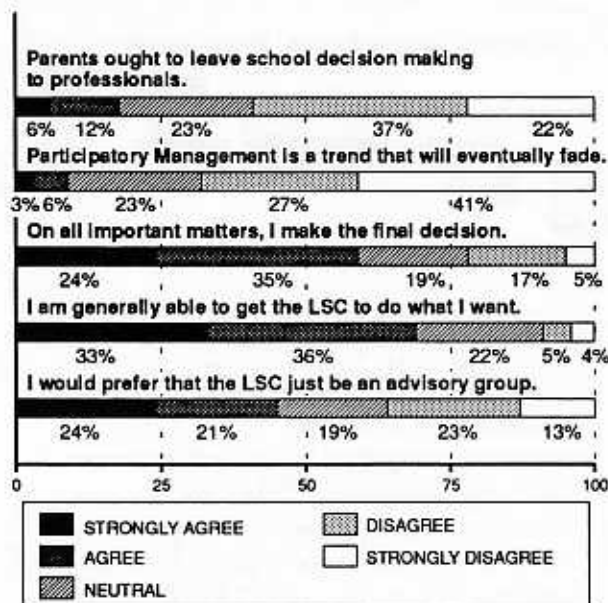 Parents ought to leave school decision making
to professionals.
6% 12% 23% 37% 22%
Participatory Management is a trend that will eventually fade.
3% 6% 23% 27% 41%
On all important matters, I make the final decision.
24% 35% 19% 17% 5%
I am generally able to get the LSC to do what I want.
33% 36% 22% 5% 4%
I would prefer that the LSC just be an advisory group.
24% 21% 19% 23% 13%
0 25 50 75 100
STRONGLY AGREE DISAGREE
AGREE STRONGLY DISAGREE
NEUTRAL